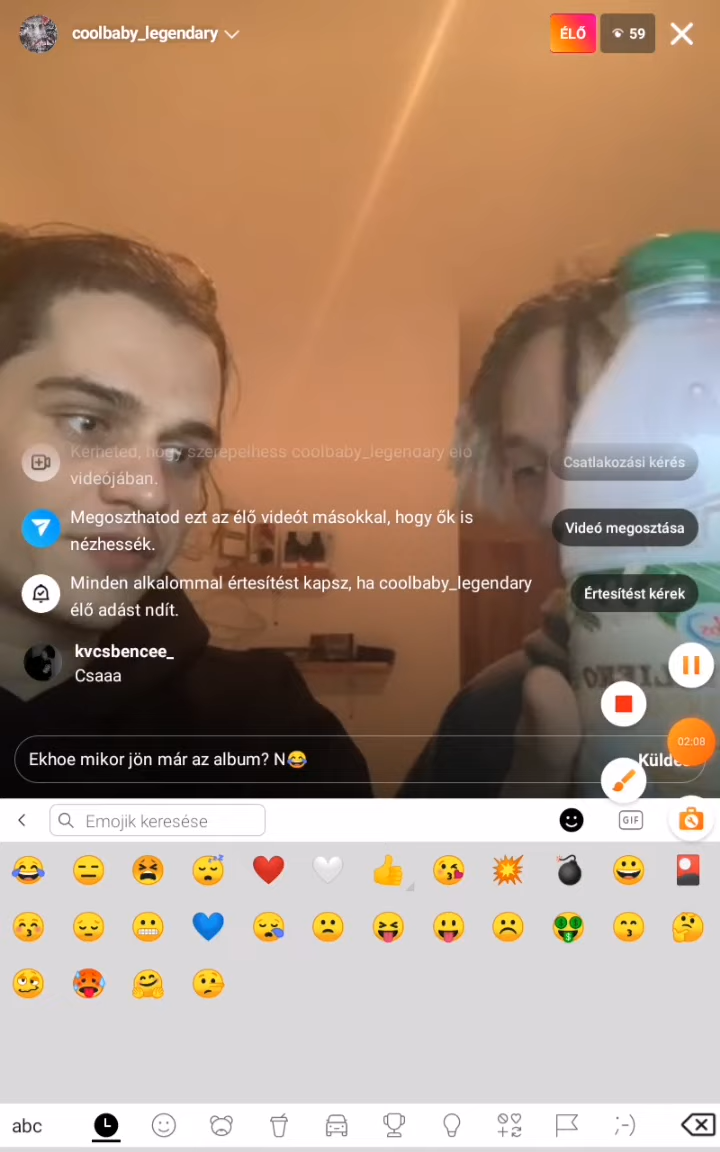 coolbaby_legendary
ÉLŐ
59
Kérheted, hogy szerepelhess coolbaby_legendary élő
videójában.
Csatlakozási kérés
Megoszthatod ezt az élő videót másokkal, hogy ők is
nézhessék.
Videó megosztása
Minden alkalommal értesítést kapsz, ha coolbaby_legendary
élő adást ndít.
Értesítést kérek
kvcsbencee_
Csaaa
02:08
Ekhoe mikor jön már az album? N😂
Emojik keresése
GIF
abc